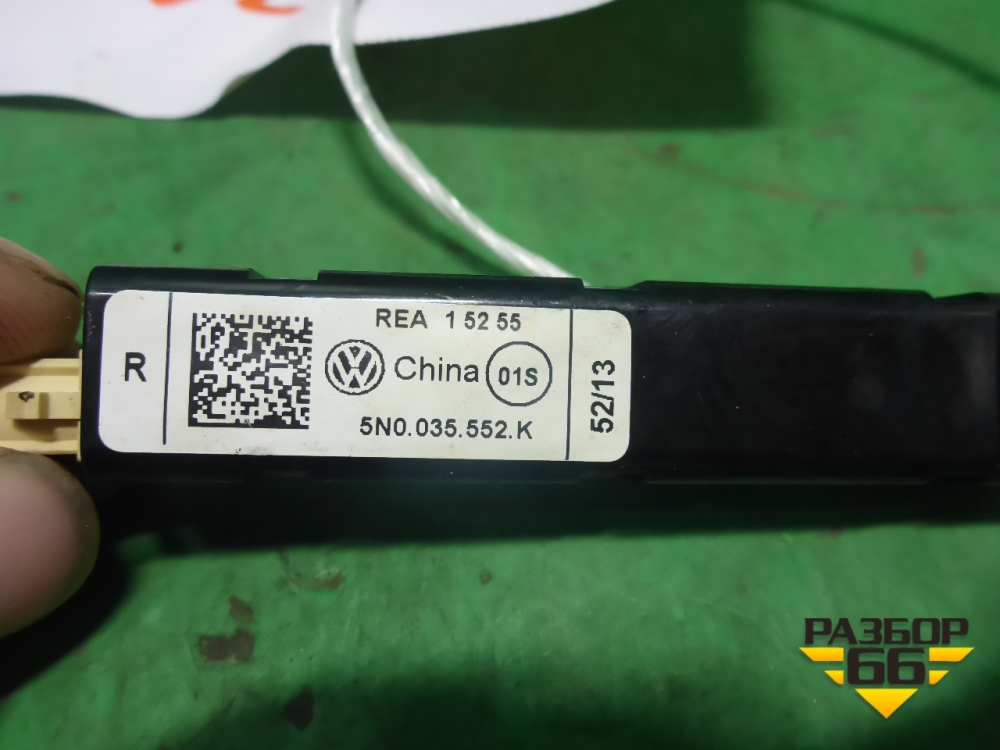 R
REA 1 52 55
China 01S
5N0.035.552.K
52/13
РАЗБОР
66